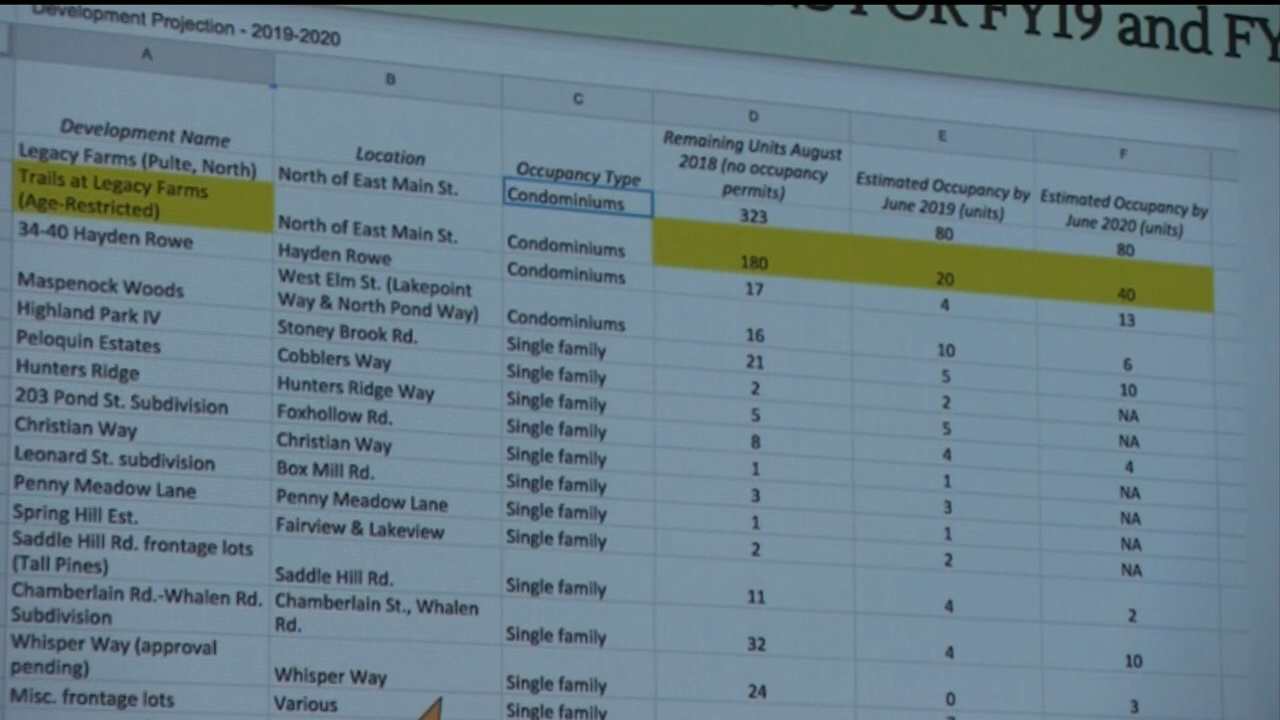 FOR FY19 and FY
Development Projection - 2019-2020
A B C D E F
Development Name Location Occupancy Type Remaining Units August 2018 (no occupancy permits) Estimated Occupancy by June 2019 (units) Estimated Occupancy by June 2020 (units)
Legacy Farms (Pulte, North) North of East Main St. Condominiums 323 80 80
Trails at Legacy Farms (Age-Restricted) North of East Main St. Condominiums 180 20 40
34-40 Hayden Rowe Hayden Rowe Condominiums 17 4 13
Maspenock Woods West Elm St. (Lakepoint Way & North Pond Way) Condominiums 16 10 6
Highland Park IV Stoney Brook Rd. Single family 21 5 10
Peloquin Estates Cobblers Way Single family 2 2 NA
Hunters Ridge Hunters Ridge Way Single family 5 5 NA
203 Pond St. Subdivision Foxhollow Rd. Single family 8 4 4
Christian Way Christian Way Single family 1 1 NA
Leonard St. subdivision Box Mill Rd. Single family 3 3 NA
Penny Meadow Lane Penny Meadow Lane Single family 1 1 NA
Spring Hill Est. Fairview & Lakeview Single family 2 2 NA
Saddle Hill Rd. frontage lots (Tall Pines) Saddle Hill Rd. Single family 11 4 2
Chamberlain Rd.-Whalen Rd. Subdivision Chamberlain St., Whalen Rd. Single family 32 4 10
Whisper Way (approval pending) Whisper Way Single family 24 0 3
Misc. frontage lots Various Single family